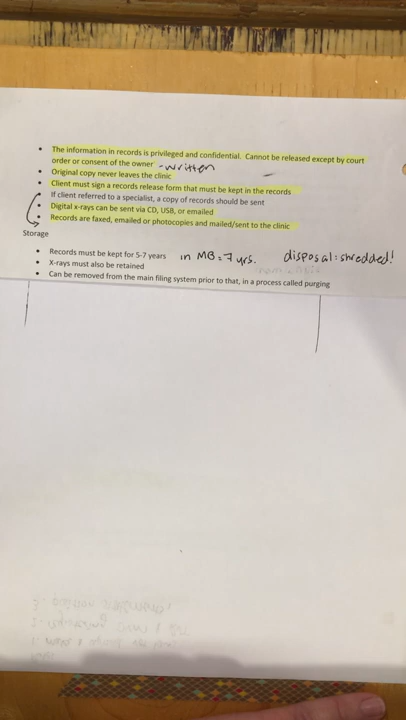 • The information in records is privileged and confidential. Cannot be released except by court
order or consent of the owner -written
• Original copy never leaves the clinic
• Client must sign a records release form that must be kept in the records
• If client referred to a specialist, a copy of records should be sent
• Digital x-rays can be sent via CD, USB, or emailed
• Records are faxed, emailed or photocopies and mailed/sent to the clinic
Storage
• Records must be kept for 5-7 years in MB = 7 yrs. disposal: shredded!
• X-rays must also be retained
• Can be removed from the main filing system prior to that, in a process called purging